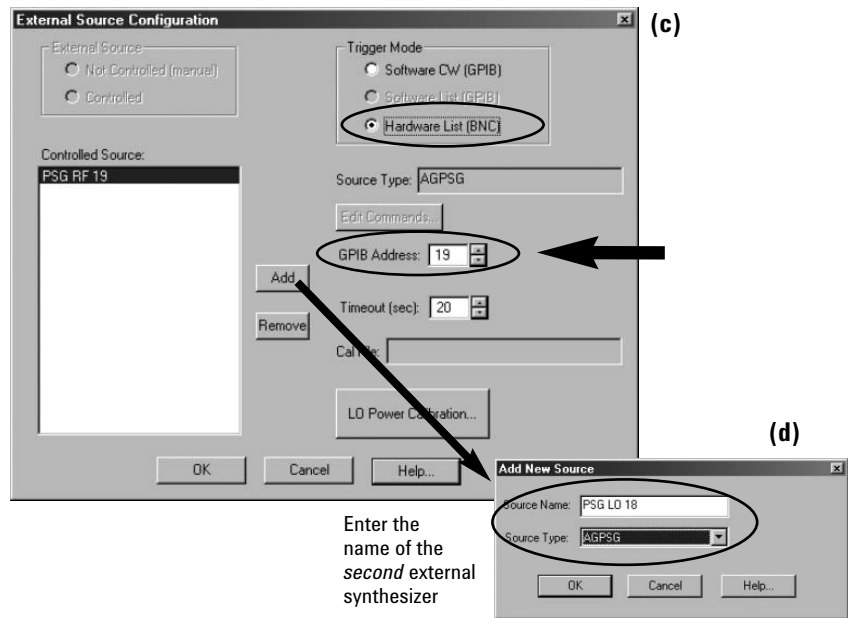 External Source Configuration
(c)
External Source
Not Controlled (manual)
Controlled
Trigger Mode
Software CW (GPIB)
Software List (GPIB)
Hardware List (BNC)
Controlled Source:
PSG RF 19
Source Type: AGPSG
Edit Commands...
GPIB Address: 19
Add
Timeout (sec): 20
Remove
Cal File:
LO Power Calibration...
OK Cancel Help...
(d)
Add New Source
Source Name: PSG LO 18
Source Type: AGPSG
OK Cancel Help...
Enter the
name of the
second external
synthesizer